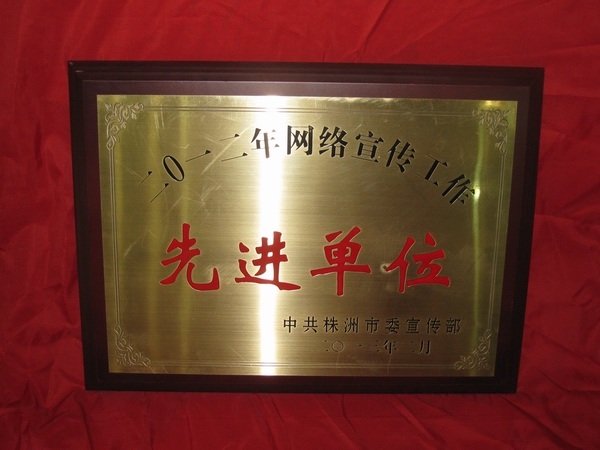 二〇一二年网络宣传工作
先进单位
中共株洲市委宣传部
二〇一三年二月